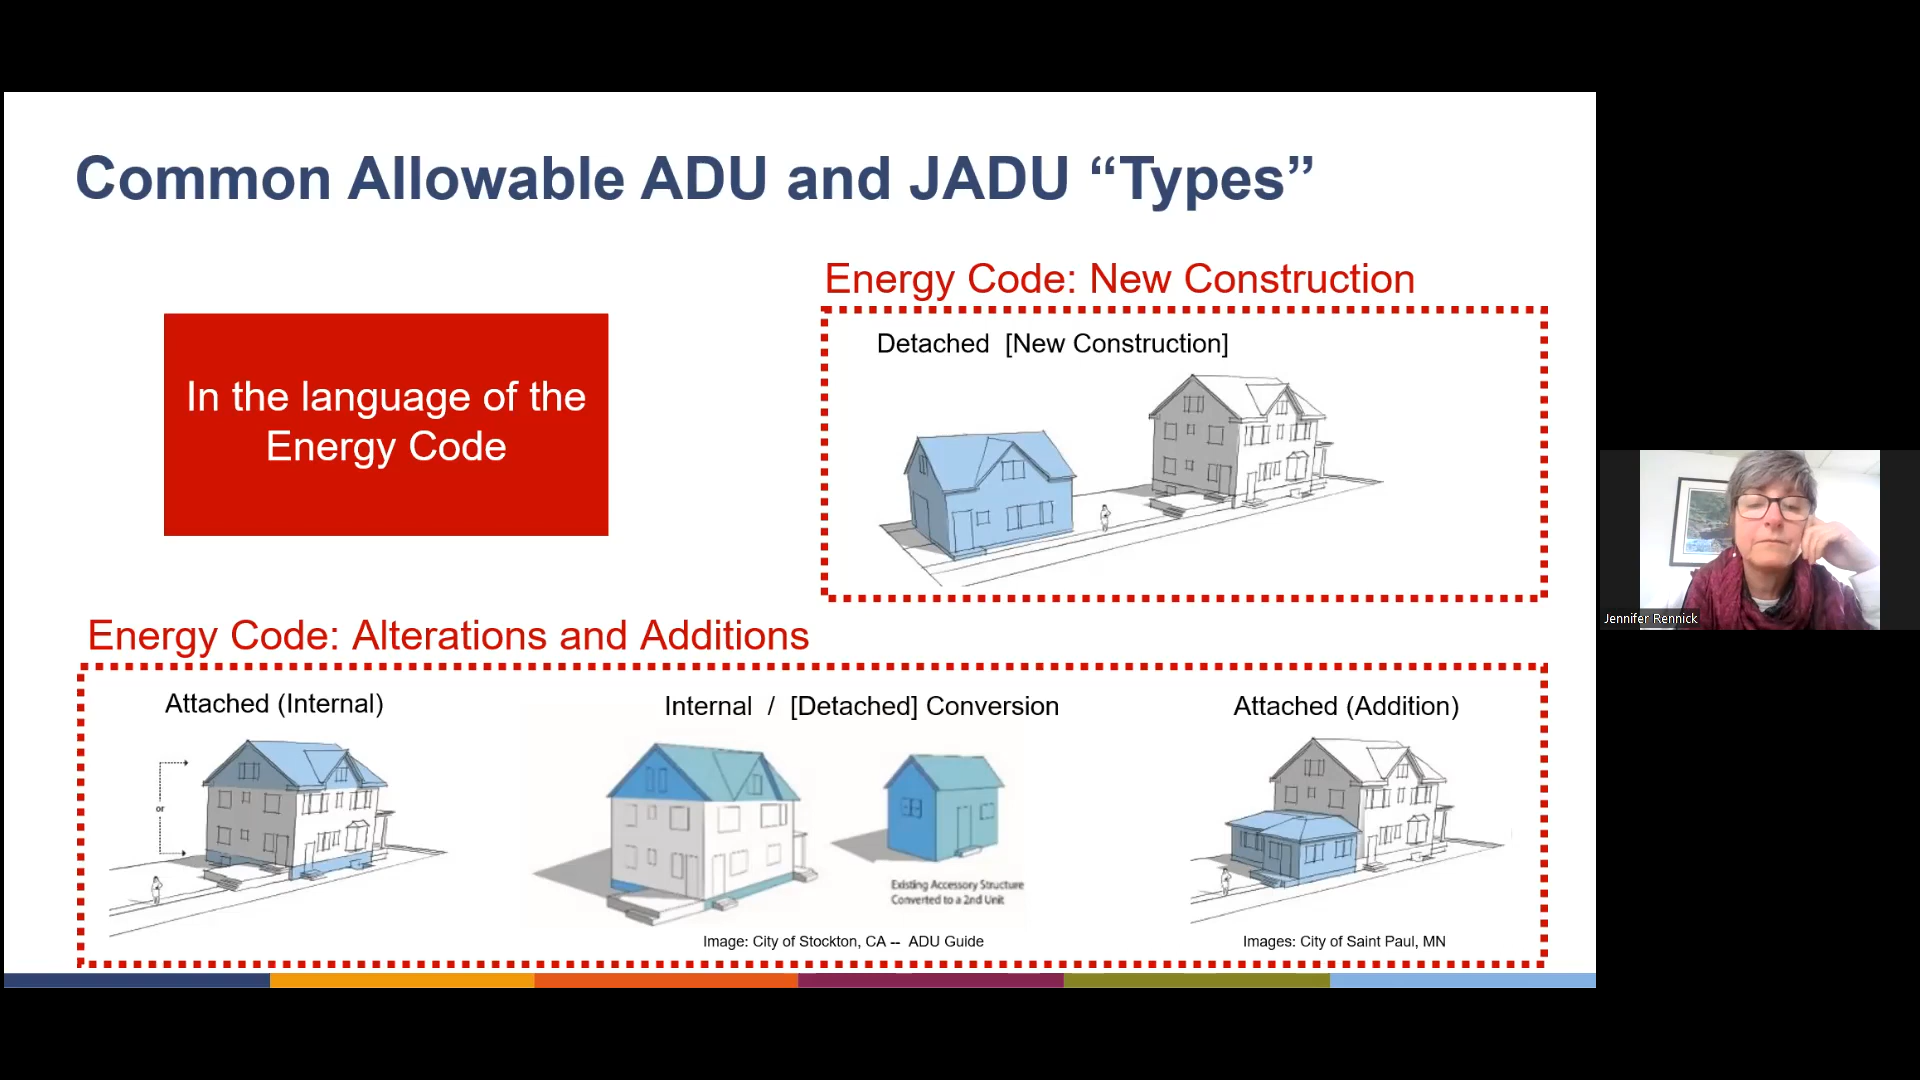 Common Allowable ADU and JADU “Types”
Energy Code: New Construction
In the language of the
Energy Code
Detached [New Construction]
Energy Code: Alterations and Additions
Attached (Internal)
or
Internal / [Detached] Conversion
Existing Accessory Structure
Converted to a 2nd Unit
Image: City of Stockton, CA -- ADU Guide
Attached (Addition)
Images: City of Saint Paul, MN
Jennifer Rennick